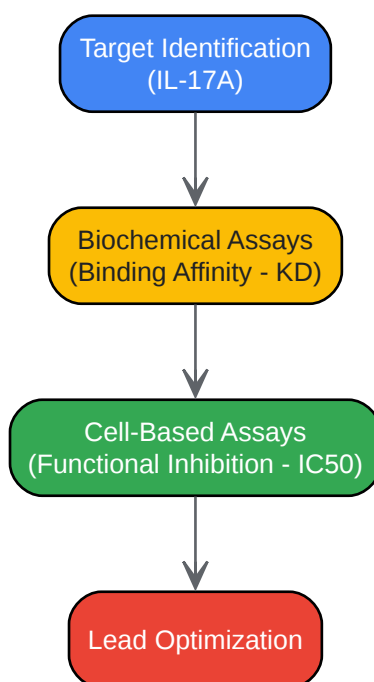 Target Identification
(IL-17A)
Biochemical Assays
(Binding Affinity - KD)
Cell-Based Assays
(Functional Inhibition - IC50)
Lead Optimization